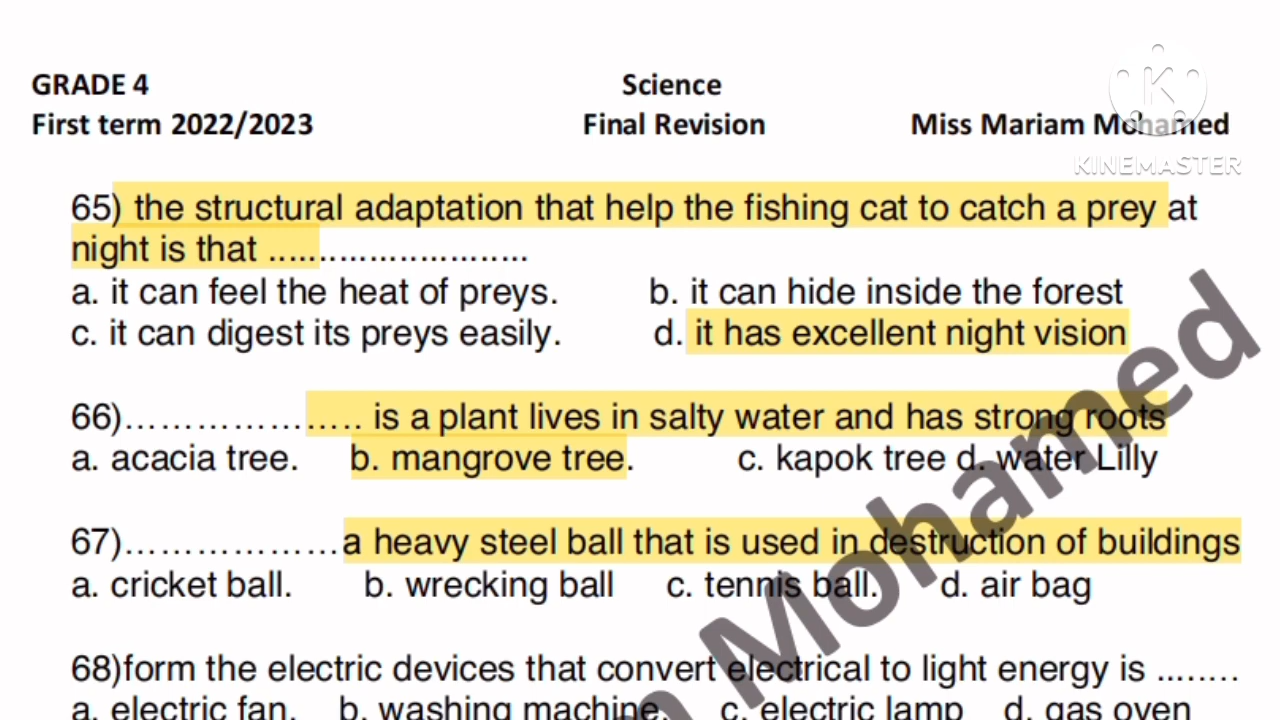 GRADE 4 Science
First term 2022/2023 Final Revision Miss Mariam Mohamed
KINEMASTER
65) the structural adaptation that help the fishing cat to catch a prey at
night is that ..............................
a. it can feel the heat of preys. b. it can hide inside the forest
c. it can digest its preys easily. d. it has excellent night vision
66)........................ is a plant lives in salty water and has strong roots
a. acacia tree. b. mangrove tree. c. kapok tree d. water Lilly
67)…………………a heavy steel ball that is used in destruction of buildings
a. cricket ball. b. wrecking ball c. tennis ball. d. air bag
68)form the electric devices that convert electrical to light energy is ........
a. electric fan. b. washing machine. c. electric lamp d. gas oven
Mohamed